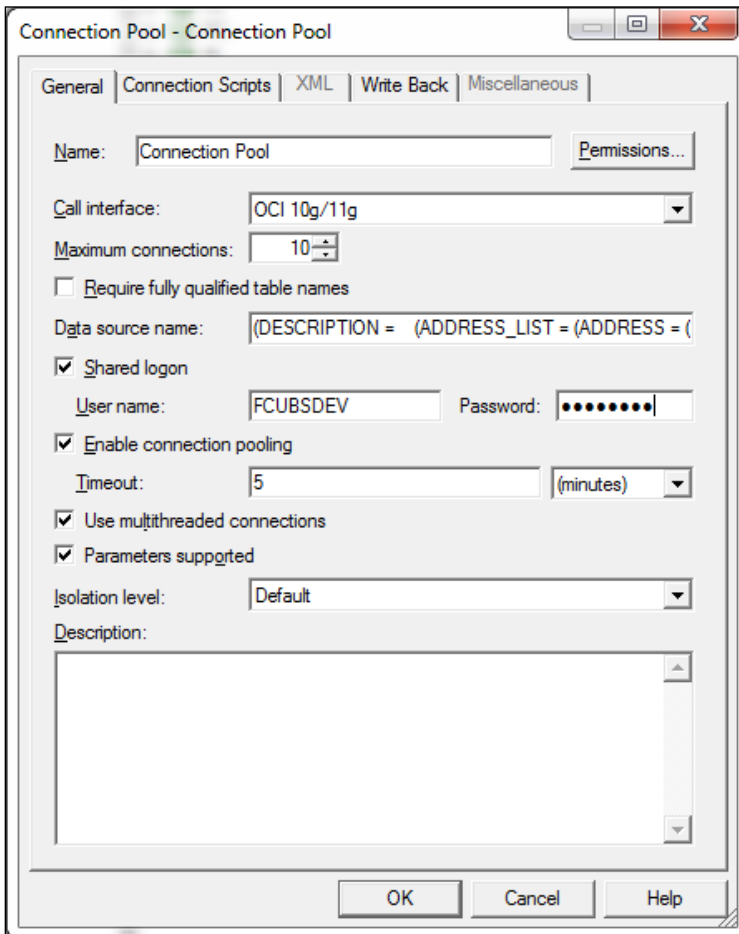 Connection Pool - Connection Pool
General Connection Scripts XML Write Back Miscellaneous
Name: Connection Pool Permissions...
Call interface: OCI 10g/11g
Maximum connections: 10
Require fully qualified table names
Data source name: (DESCRIPTION = (ADDRESS_LIST = (ADDRESS = (
Shared logon
User name: FCUBSDEV Password: ●●●●●●●●
Enable connection pooling
Timeout: 5 (minutes)
Use multithreaded connections
Parameters supported
Isolation level: Default
Description:
OK Cancel Help